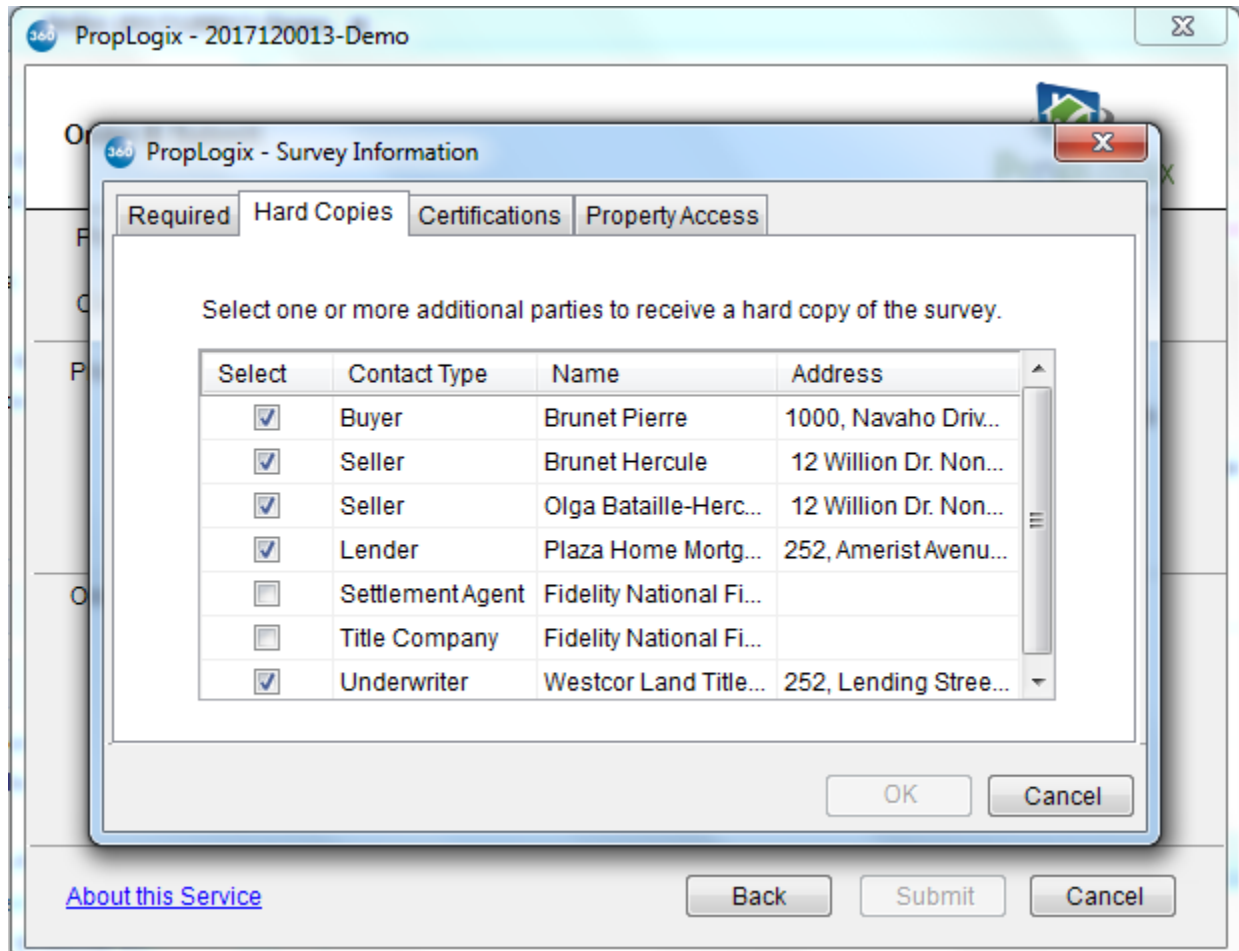 360 PropLogix - 2017120013-Demo
360 PropLogix - Survey Information
Required Hard Copies Certifications Property Access
Select one or more additional parties to receive a hard copy of the survey.
Select Contact Type Name Address
Buyer Brunet Pierre 1000, Navaho Driv...
Seller Brunet Hercule 12 Willion Dr. Non...
Seller Olga Bataille-Herc... 12 Willion Dr. Non...
Lender Plaza Home Mortg... 252, Amerist Avenu...
Settlement Agent Fidelity National Fi...
Title Company Fidelity National Fi...
Underwriter Westcor Land Title... 252, Lending Stree...
OK Cancel
About this Service Back Submit Cancel